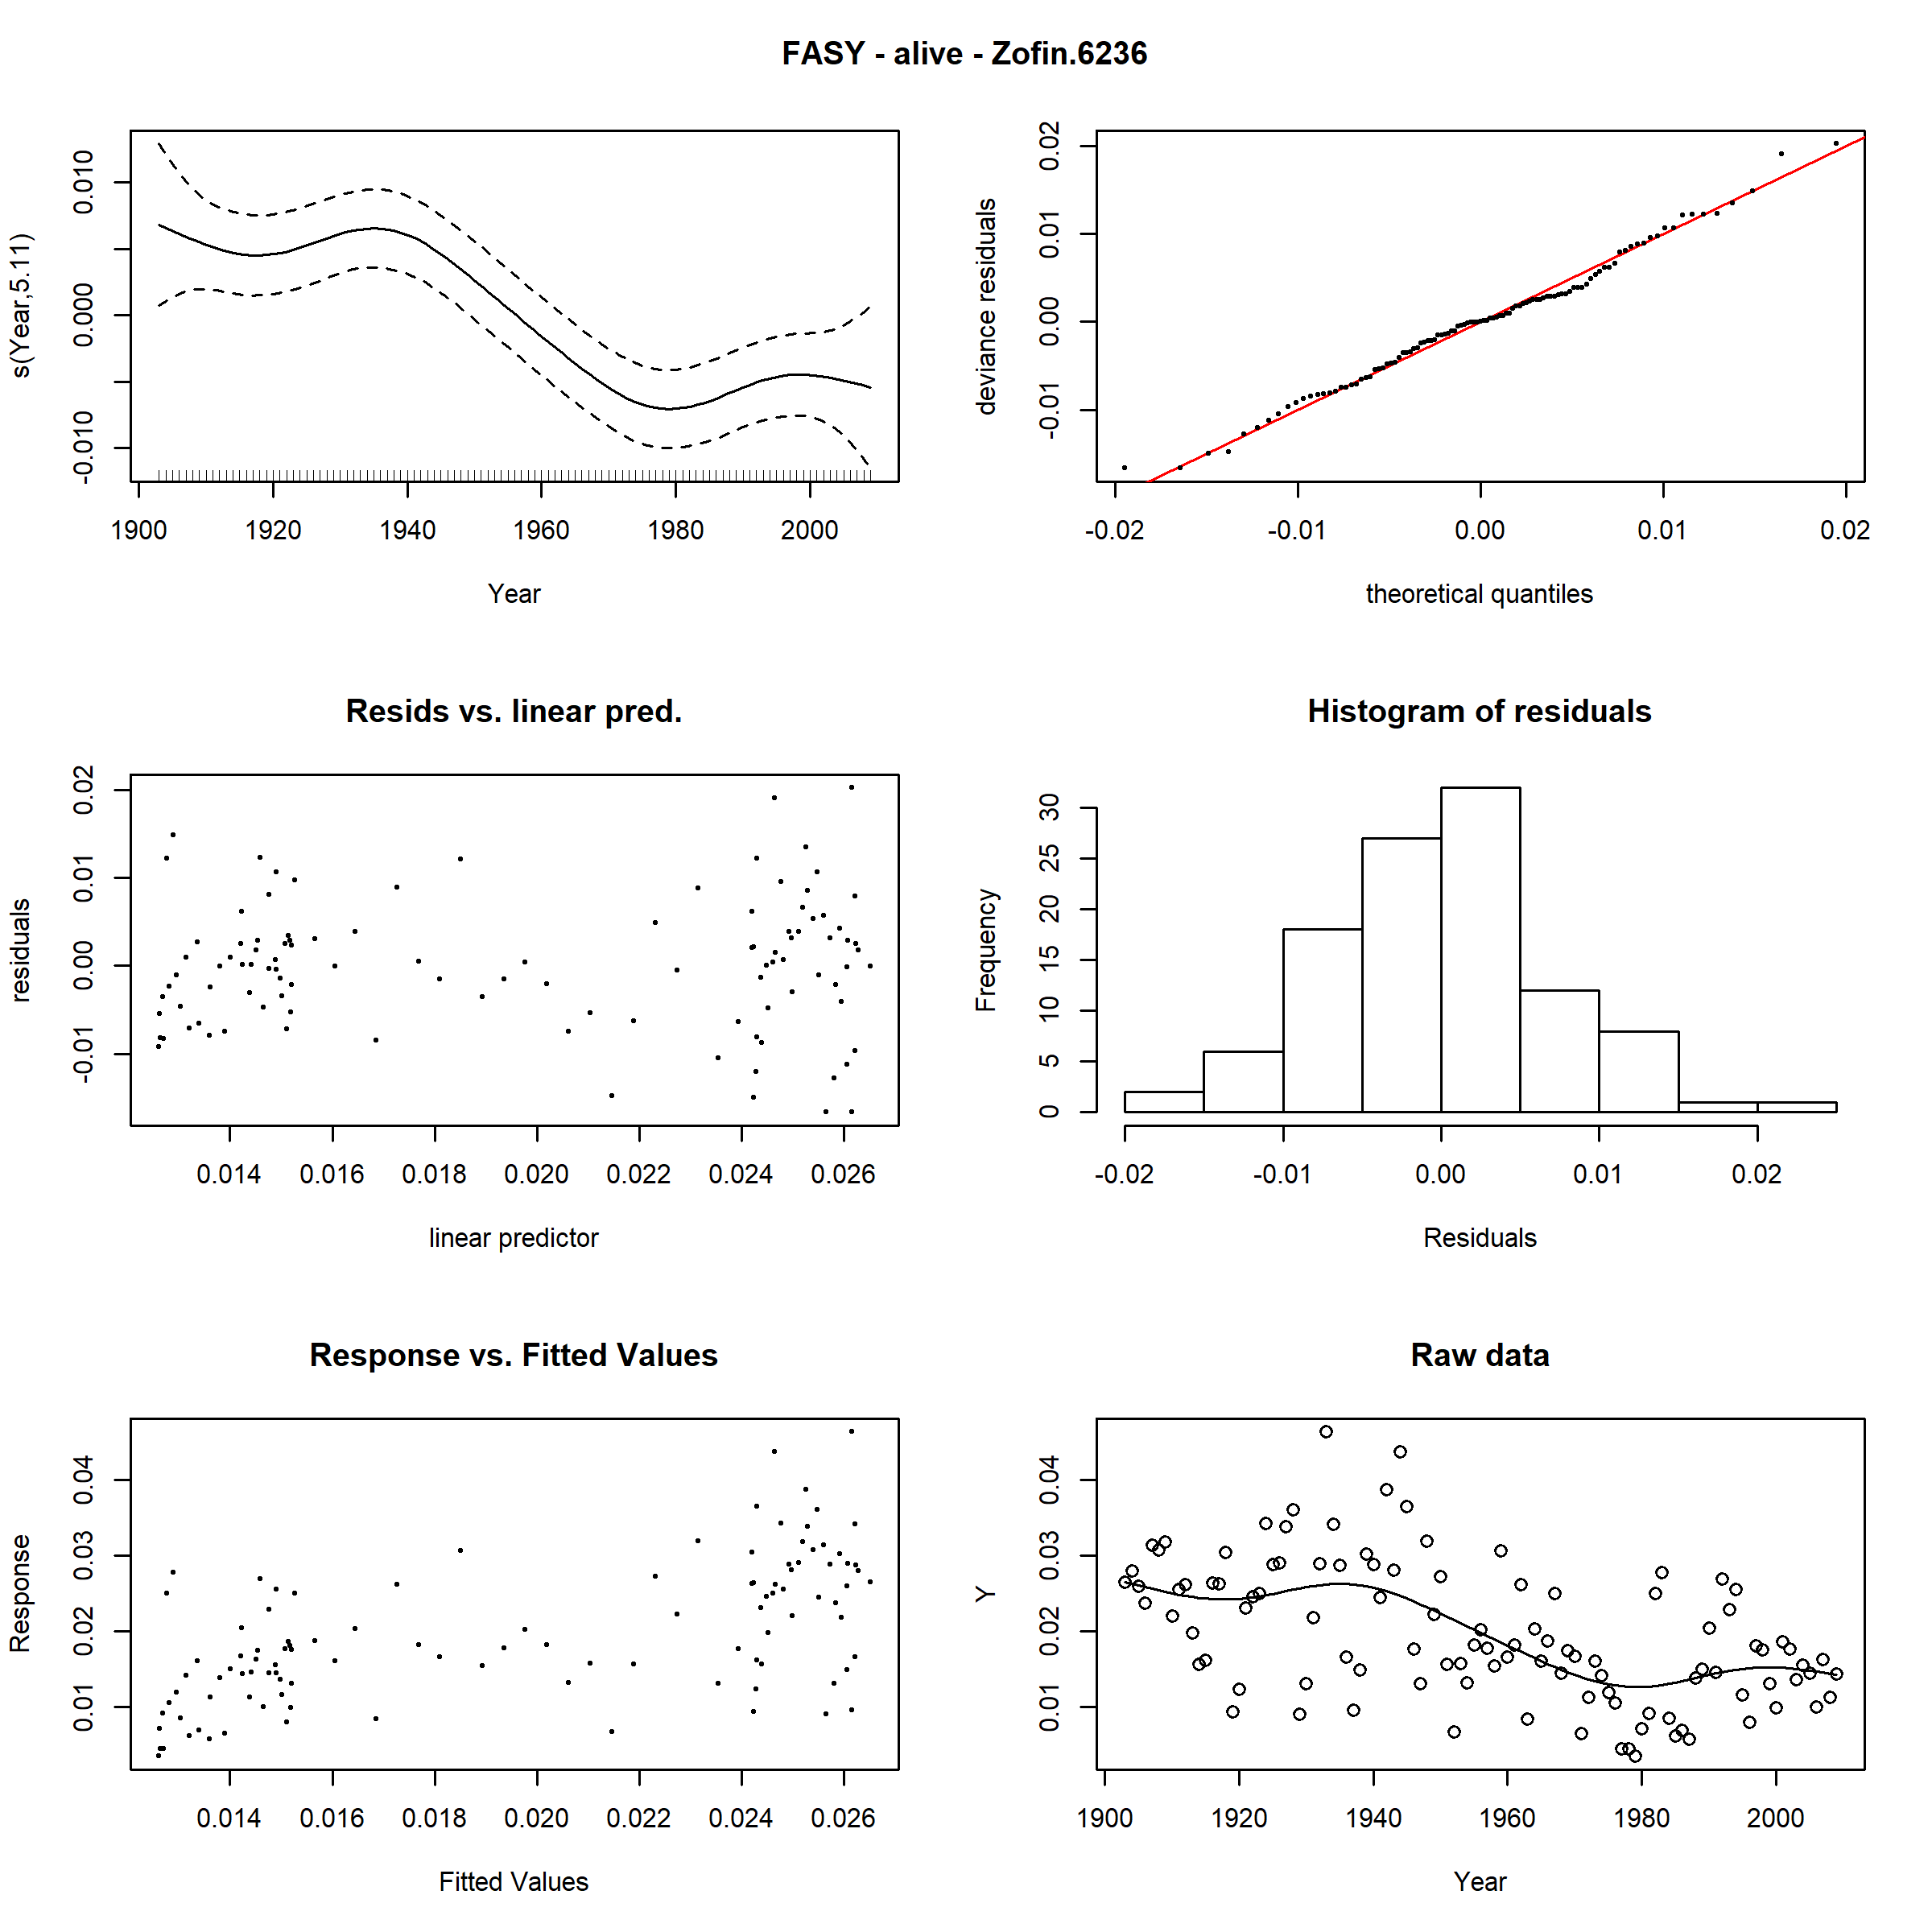 FASY - alive - Zofin.6236
s(Year,5.11)
0.010
0.000
-0.010
1900 1920 1940 1960 1980 2000
Year
deviance residuals
0.02
0.01
0.00
-0.01
-0.02 -0.01 0.00 0.01 0.02
theoretical quantiles
Resids vs. linear pred.
residuals
0.02
0.01
0.00
-0.01
0.014 0.016 0.018 0.020 0.022 0.024 0.026
linear predictor
Histogram of residuals
Frequency
30
25
20
15
10
5
0
-0.02 -0.01 0.00 0.01 0.02
Residuals
Response vs. Fitted Values
Response
0.04
0.03
0.02
0.01
0.014 0.016 0.018 0.020 0.022 0.024 0.026
Fitted Values
Raw data
Y
0.04
0.03
0.02
0.01
1900 1920 1940 1960 1980 2000
Year